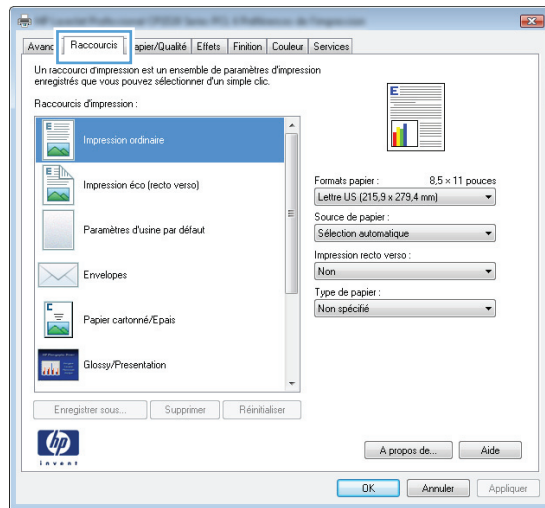 Avanc Raccourcis apier/Qualité Effets Finition Couleur Services
Un raccourci d'impression est un ensemble de paramètres d'impression
enregistrés que vous pouvez sélectionner d'un simple clic.
Raccourcis d'impression :
Impression ordinaire
Impression éco (recto verso)
Paramètres d'usine par défaut
Envelopes
Papier cartonné/Epais
Glossy/Presentation
Enregistrer sous... Supprimer Réinitialiser
E
Formats papier : 8,5 × 11 pouces
Lettre US (215,9 x 279,4 mm)
Source de papier :
Sélection automatique
Impression recto verso :
Non
Type de papier :
Non spécifié
hp
invent
A propos de... Aide
OK Annuler Appliquer